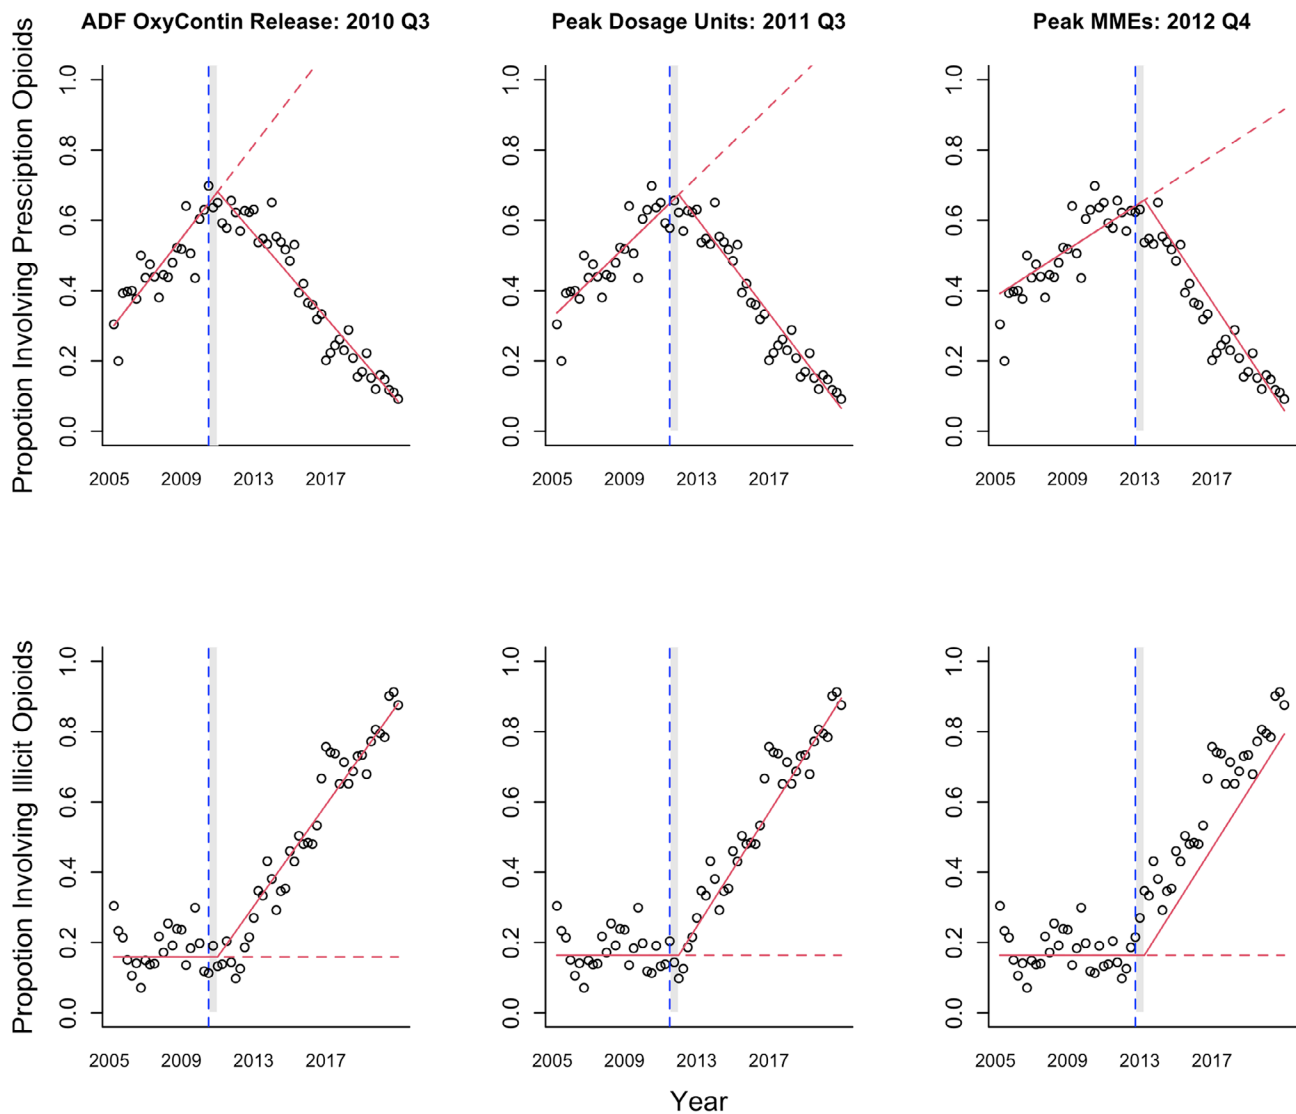 ADF OxyContin Release: 2010 Q3
Peak Dosage Units: 2011 Q3
Peak MMEs: 2012 Q4
Propotion Involving Presciption Opioids
0.0 0.2 0.4 0.6 0.8 1.0
0.0 0.2 0.4 0.6 0.8 1.0
0.0 0.2 0.4 0.6 0.8 1.0
2005 2009 2013 2017
2005 2009 2013 2017
2005 2009 2013 2017
Propotion Involving Illicit Opioids
0.0 0.2 0.4 0.6 0.8 1.0
0.0 0.2 0.4 0.6 0.8 1.0
0.0 0.2 0.4 0.6 0.8 1.0
2005 2009 2013 2017
2005 2009 2013 2017
2005 2009 2013 2017
Year